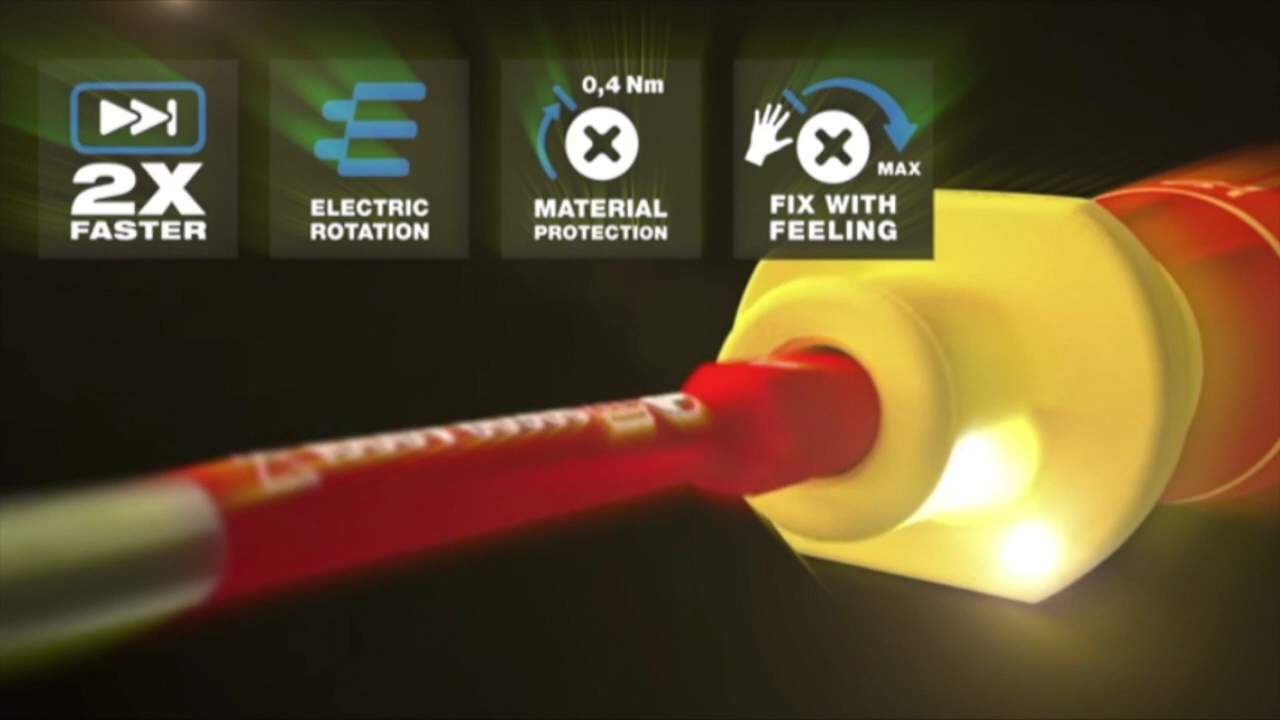 2X
FASTER
ELECTRIC
ROTATION
0,4 Nm
MATERIAL
PROTECTION
MAX
FIX WITH
FEELING